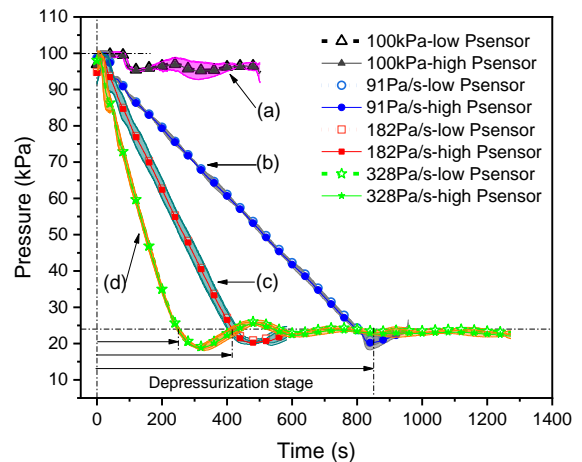 110
100
90
80
70
60
50
40
30
20
10
Pressure (kPa)
100kPa-low Psensor
100kPa-high Psensor
91Pa/s-low Psensor
91Pa/s-high Psensor
182Pa/s-low Psensor
182Pa/s-high Psensor
328Pa/s-low Psensor
328Pa/s-high Psensor
(a)
(b)
(c)
(d)
Depressurization stage
0 200 400 600 800 1000 1200 1400
Time (s)